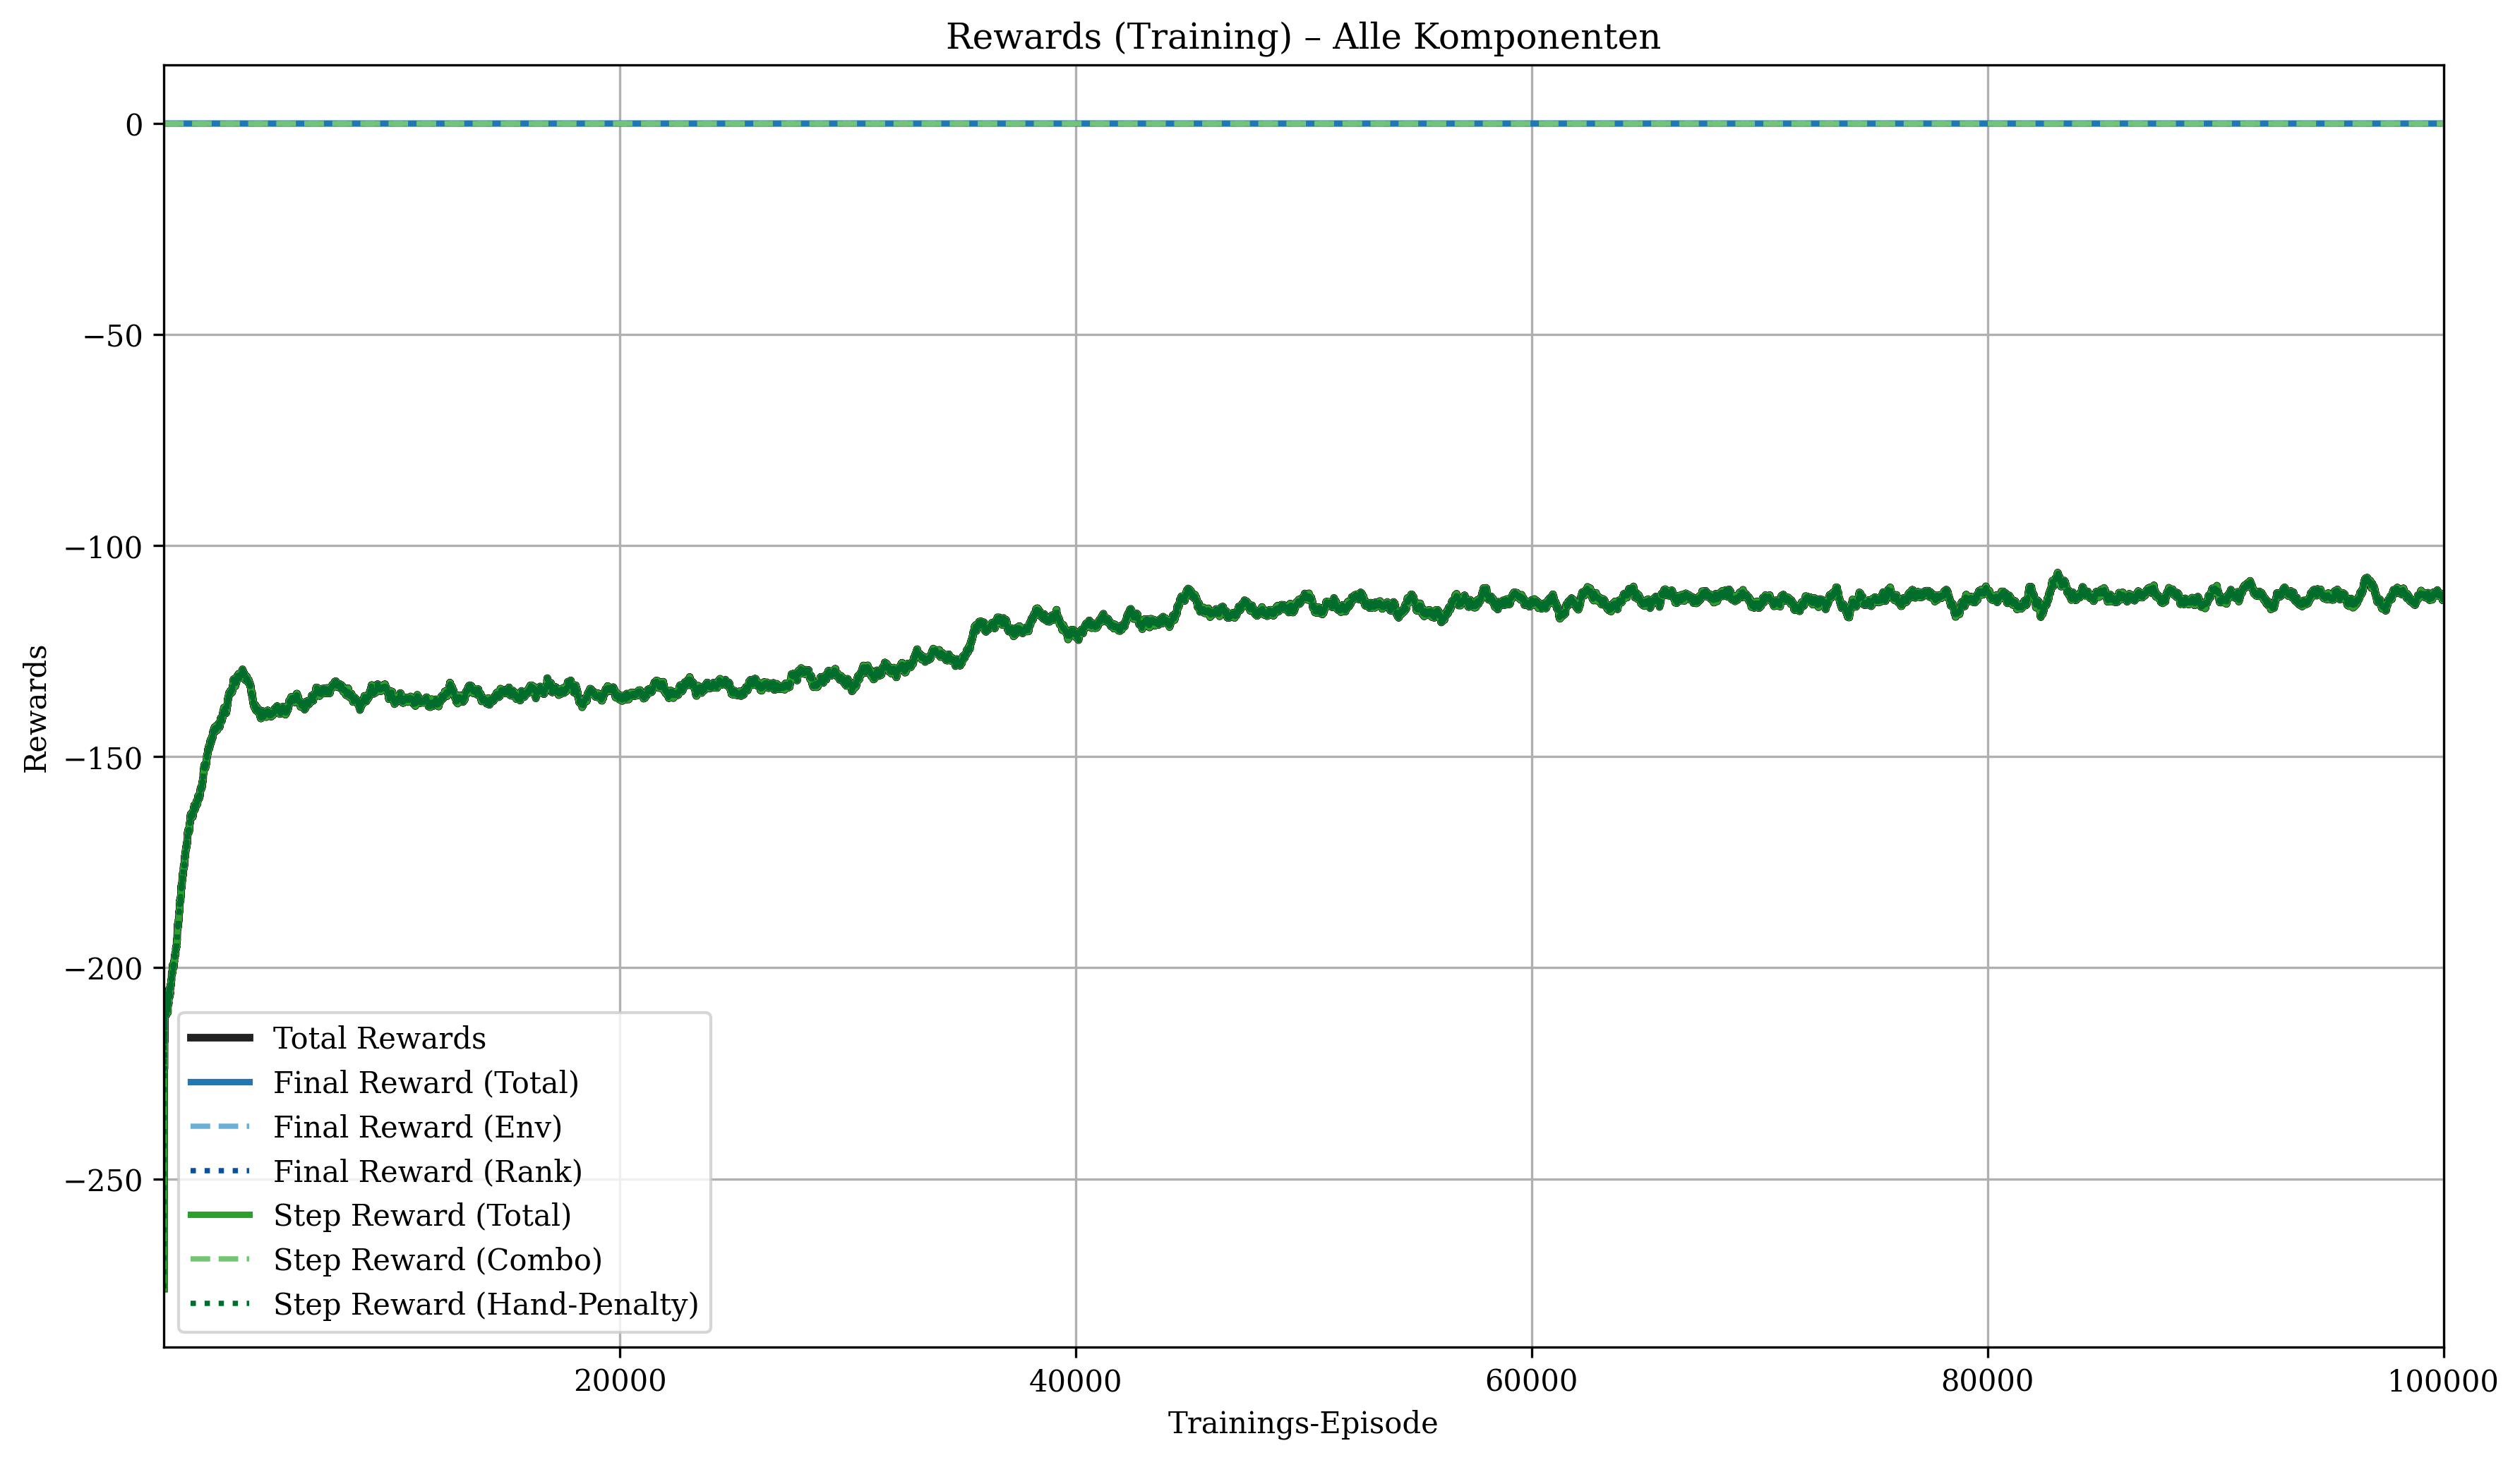 Rewards (Training) – Alle Komponenten
0
−50
−100
−150
−200
−250
Rewards
Total Rewards
Final Reward (Total)
Final Reward (Env)
Final Reward (Rank)
Step Reward (Total)
Step Reward (Combo)
Step Reward (Hand-Penalty)
20000
40000
60000
80000
100000
Trainings-Episode